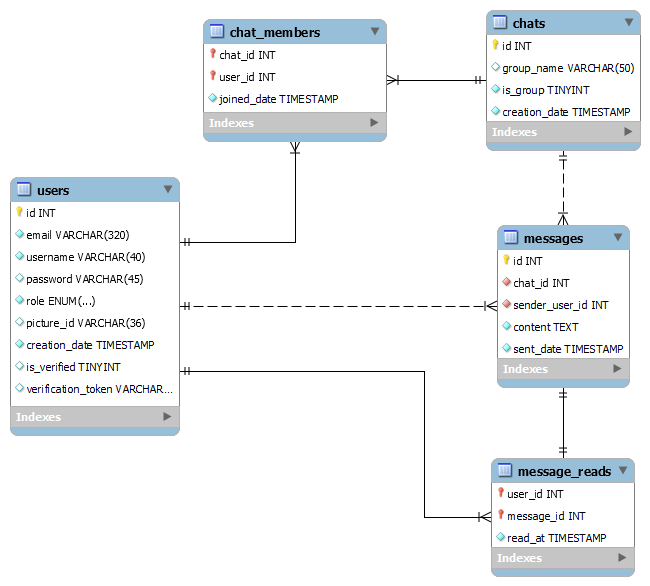 chat_members
chat_id INT
user_id INT
joined_date TIMESTAMP
Indexes
chats
id INT
group_name VARCHAR(50)
is_group TINYINT
creation_date TIMESTAMP
Indexes
users
id INT
email VARCHAR(320)
username VARCHAR(40)
password VARCHAR(45)
role ENUM(...)
picture_id VARCHAR(36)
creation_date TIMESTAMP
is_verified TINYINT
verification_token VARCHAR...
Indexes
messages
id INT
chat_id INT
sender_user_id INT
content TEXT
sent_date TIMESTAMP
Indexes
message_reads
user_id INT
message_id INT
read_at TIMESTAMP
Indexes